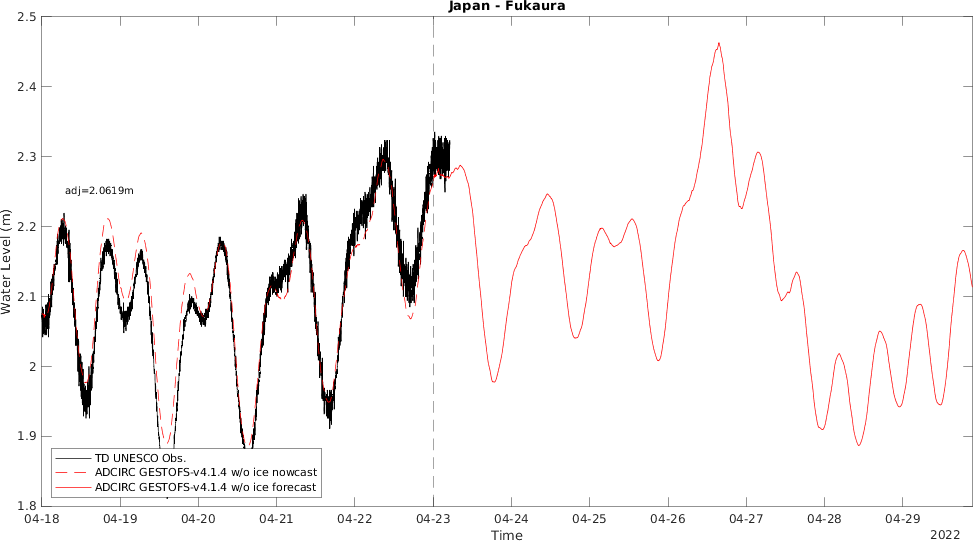 Japan - Fukaura
2.5
2.4
2.3
2.2
2.1
2
1.9
1.8
Water Level (m)
adj=2.0619m
TD UNESCO Obs.
ADCIRC GESTOFS-v4.1.4 w/o ice nowcast
ADCIRC GESTOFS-v4.1.4 w/o ice forecast
04-18 04-19 04-20 04-21 04-22 04-23 04-24 04-25 04-26 04-27 04-28 04-29
Time
2022